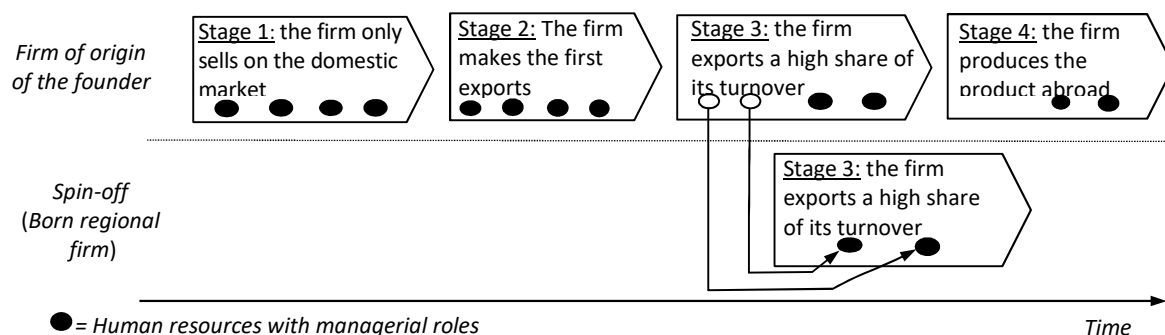 Firm of origin
of the founder
Stage 1: the firm only
sells on the domestic
market
Stage 2: The firm
makes the first
exports
Stage 3: the firm
exports a high share of
its turnover
Stage 4: the firm
produces the
product abroad
Spin-off
(Born regional
firm)
Stage 3: the firm
exports a high share
of its turnover
= Human resources with managerial roles
Time